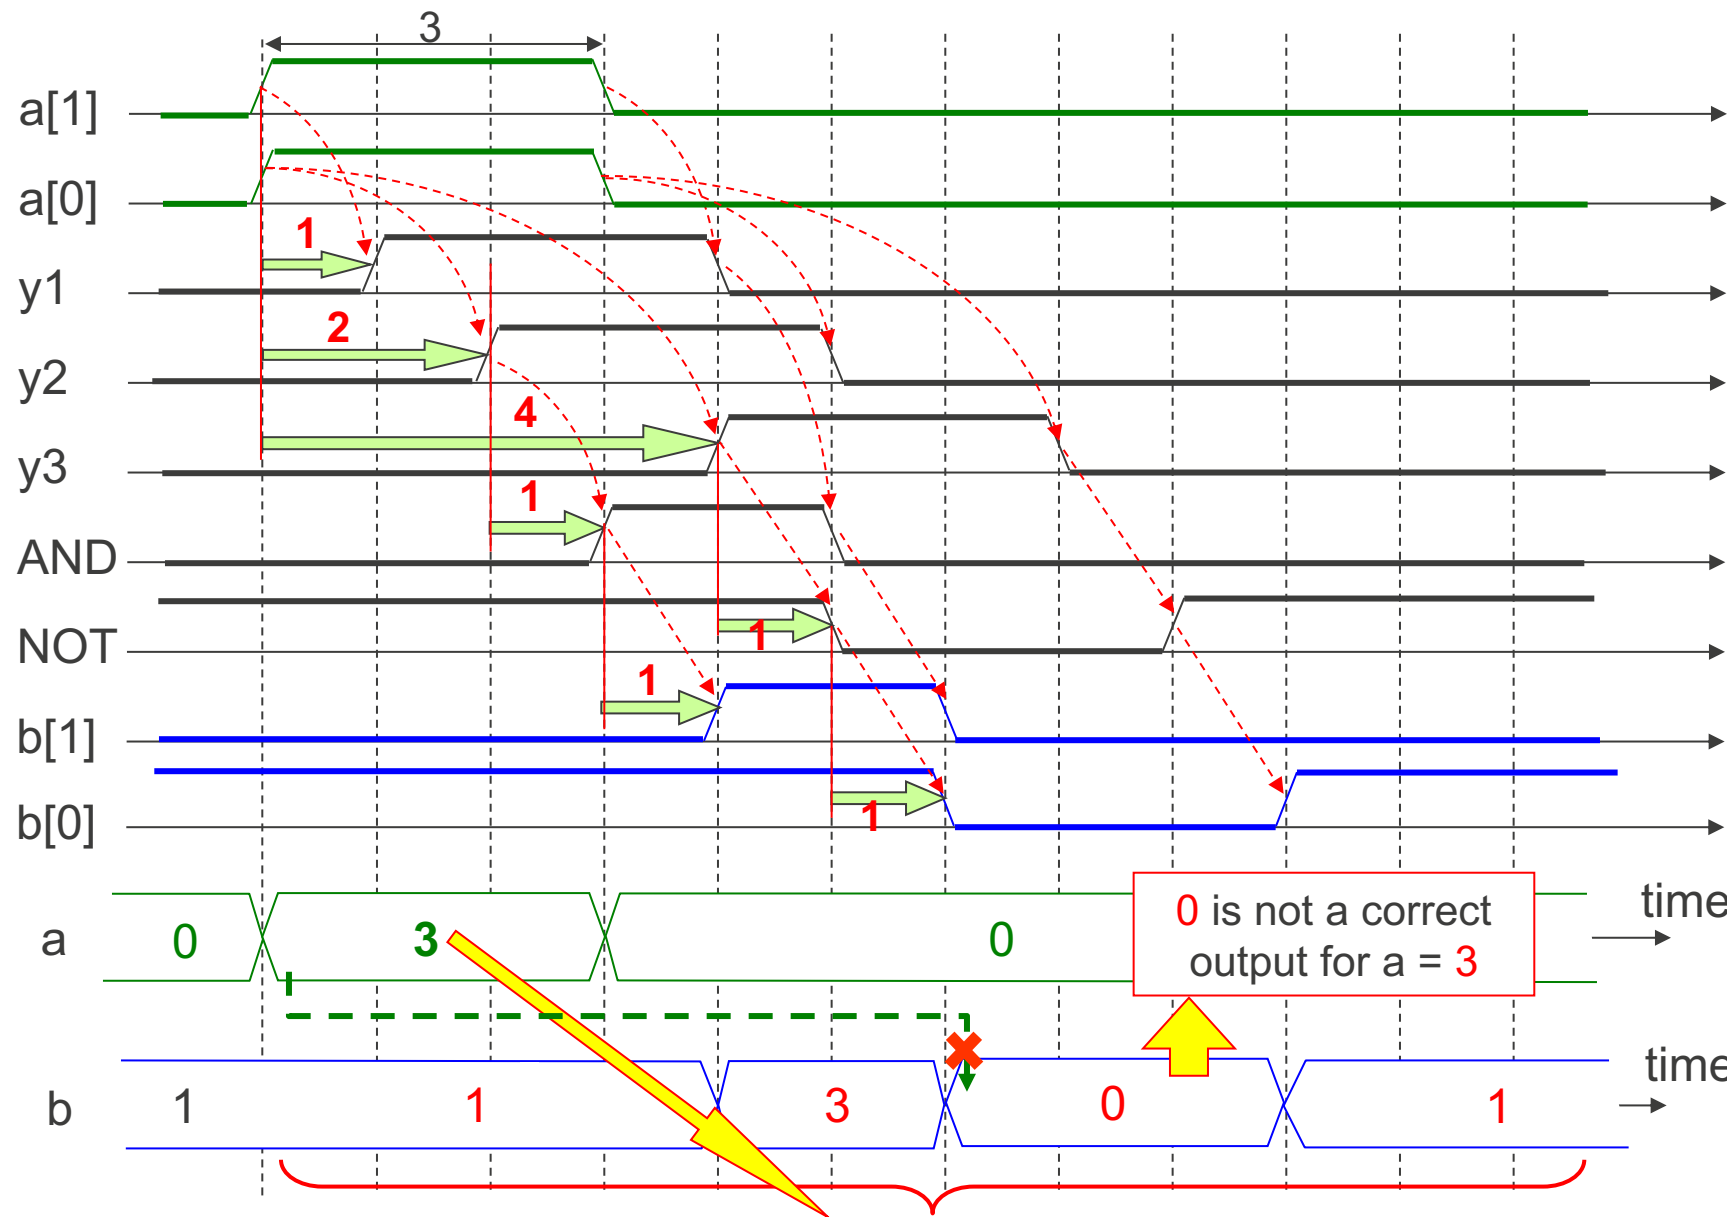 3
a[1]
a[0]
1
y1
2
y2
4
y3
1
AND
NOT
1
1
b[1]
1
b[0]
0 is not a correct
output for a = 3
time
a
0
3
0
time
b
1
1
3
0
1